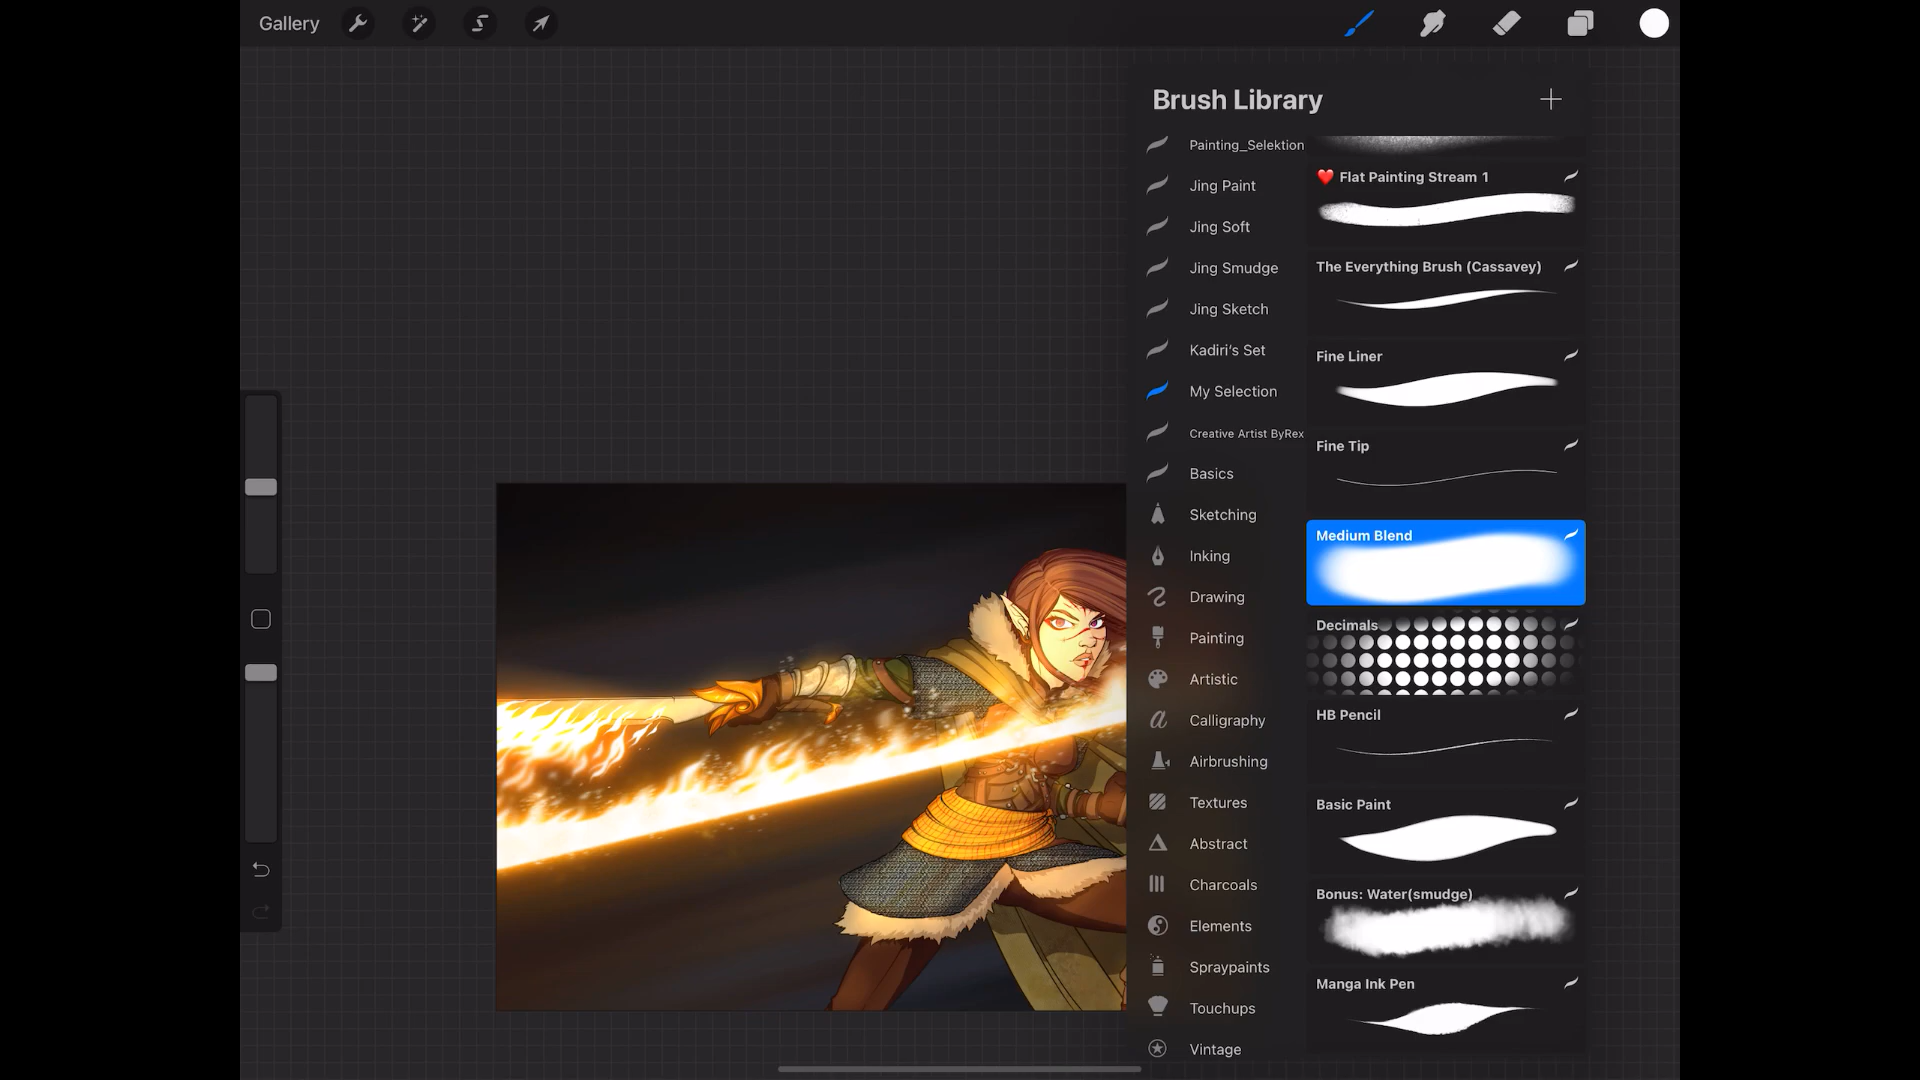 Gallery
Brush Library
Painting_Selektion
Jing Paint
Jing Soft
Jing Smudge
Jing Sketch
Kadiri's Set
My Selection
Creative Artist ByRex
Basics
Sketching
Inking
Drawing
Painting
Artistic
Calligraphy
Airbrushing
Textures
Abstract
Charcoals
Elements
Spraypaints
Touchups
Vintage
❤️ Flat Painting Stream 1
The Everything Brush (Cassavey)
Fine Liner
Fine Tip
Medium Blend
Decimals
HB Pencil
Basic Paint
Bonus: Water(smudge)
Manga Ink Pen